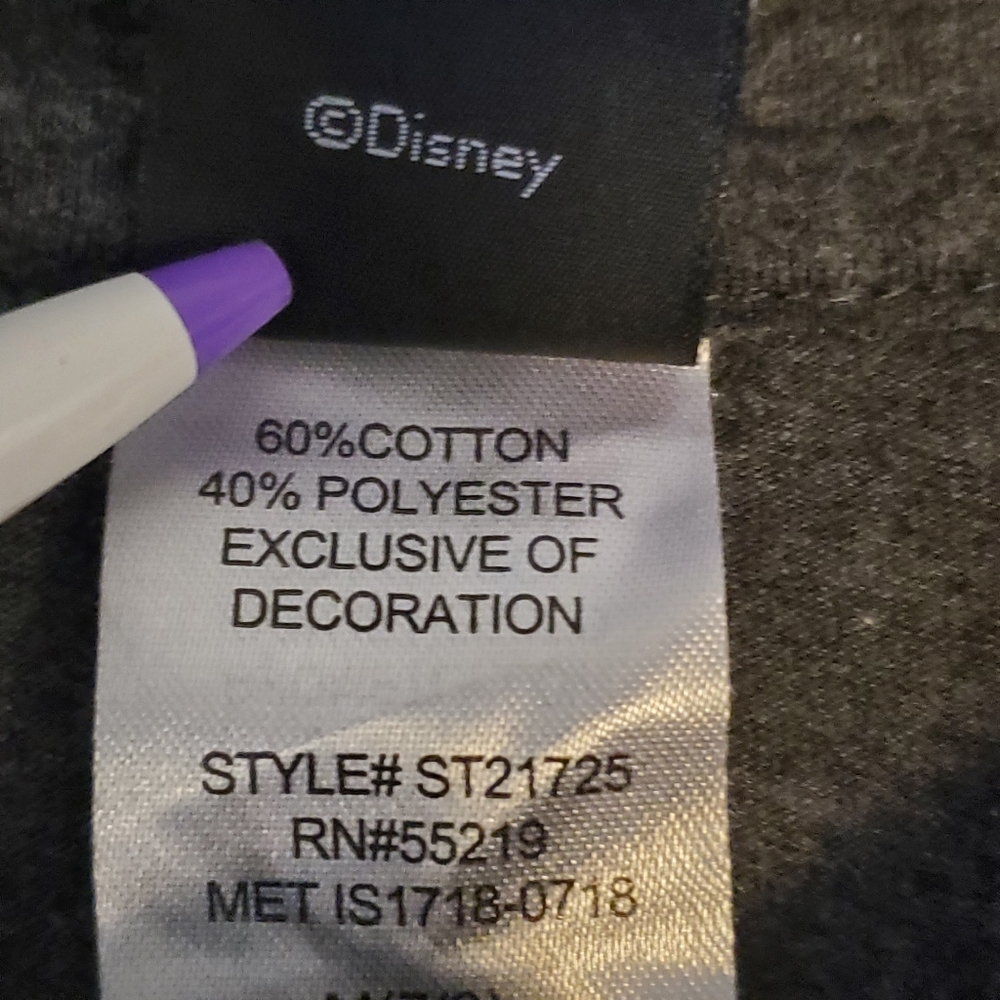 ©Disney
60%COTTON
40% POLYESTER
EXCLUSIVE OF
DECORATION
STYLE# ST21725
RN#55219
MET IS1718-0718